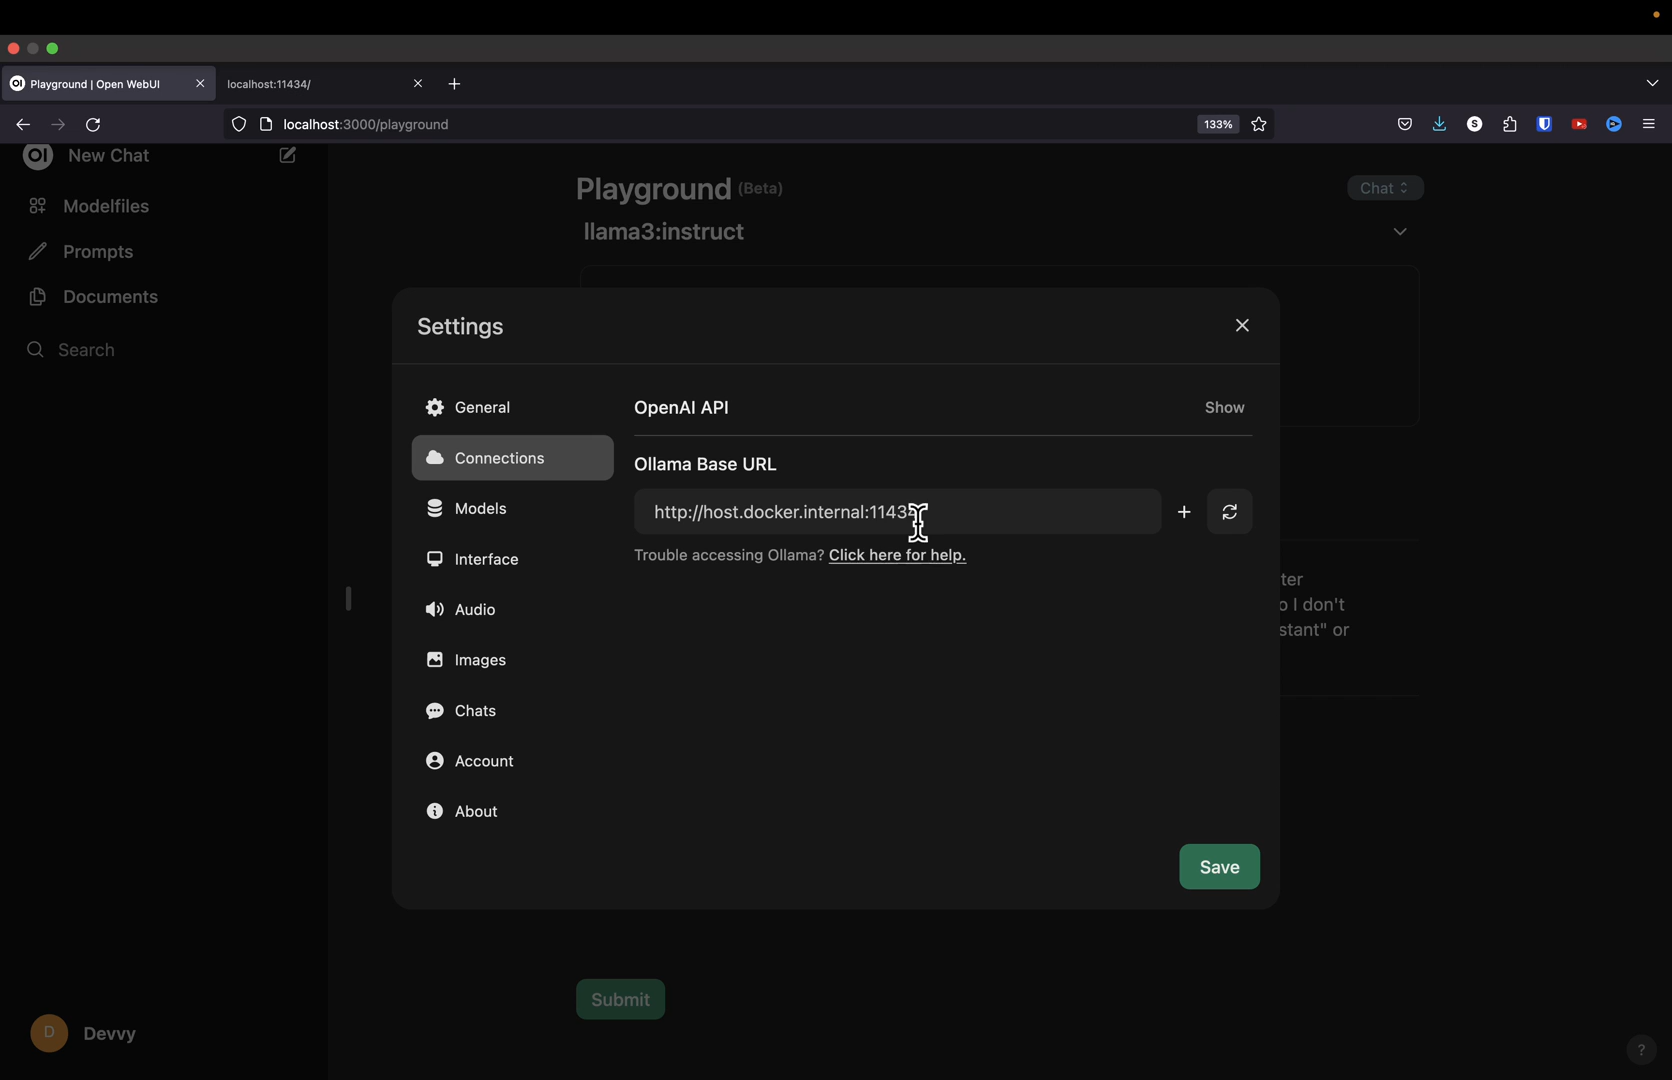 Playground | Open WebUI
localhost:11434/
localhost:3000/playground
133%
New Chat
Modelfiles
Prompts
Documents
Search
Playground (Beta)
Chat
llama3:instruct
Settings
General
Connections
Models
Interface
Audio
Images
Chats
Account
About
OpenAI API
Show
Ollama Base URL
http://host.docker.internal:1143
Trouble accessing Ollama? Click here for help.
ter
o I don't
stant" or
Save
Submit
D
Devvy
?